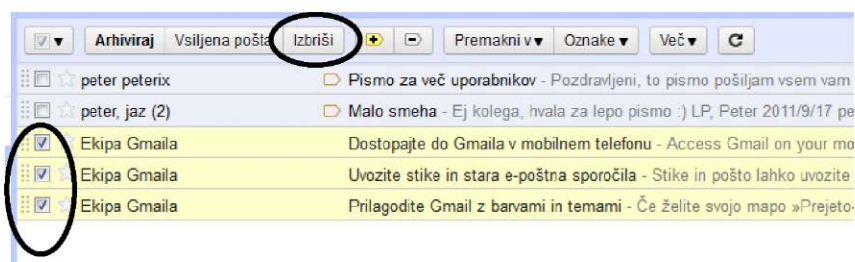 Arhiviraj Vsiljena pošta Izbriši Premakni v Oznake Več
peter peterix Pismo za več uporabnikov - Pozdravljeni, to pismo pošiljam vsem vam
peter, jaz (2) Malo smeha - Ej kolega, hvala za lepo pismo :) LP, Peter 2011/9/17 pe
Ekipa Gmaila Dostopajte do Gmaila v mobilnem telefonu - Access Gmail on your mo
Ekipa Gmaila Uvozite stike in stara e-poštna sporočila - Stike in pošto lahko uvozite
Ekipa Gmaila Prilagodite Gmail z barvami in temami - Če želite svojo mapo »Prejeto